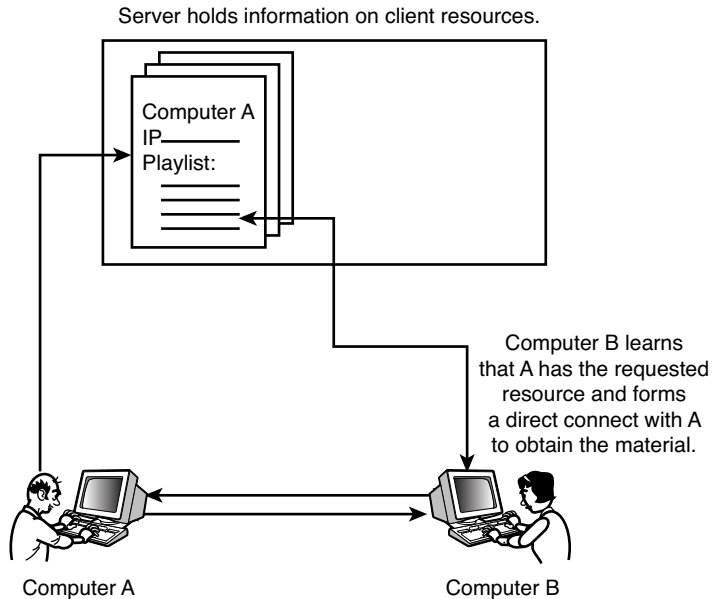 Server holds information on client resources.
Computer A
IP
Playlist:
Computer B learns
that A has the requested
resource and forms
a direct connect with A
to obtain the material.
Computer A
Computer B